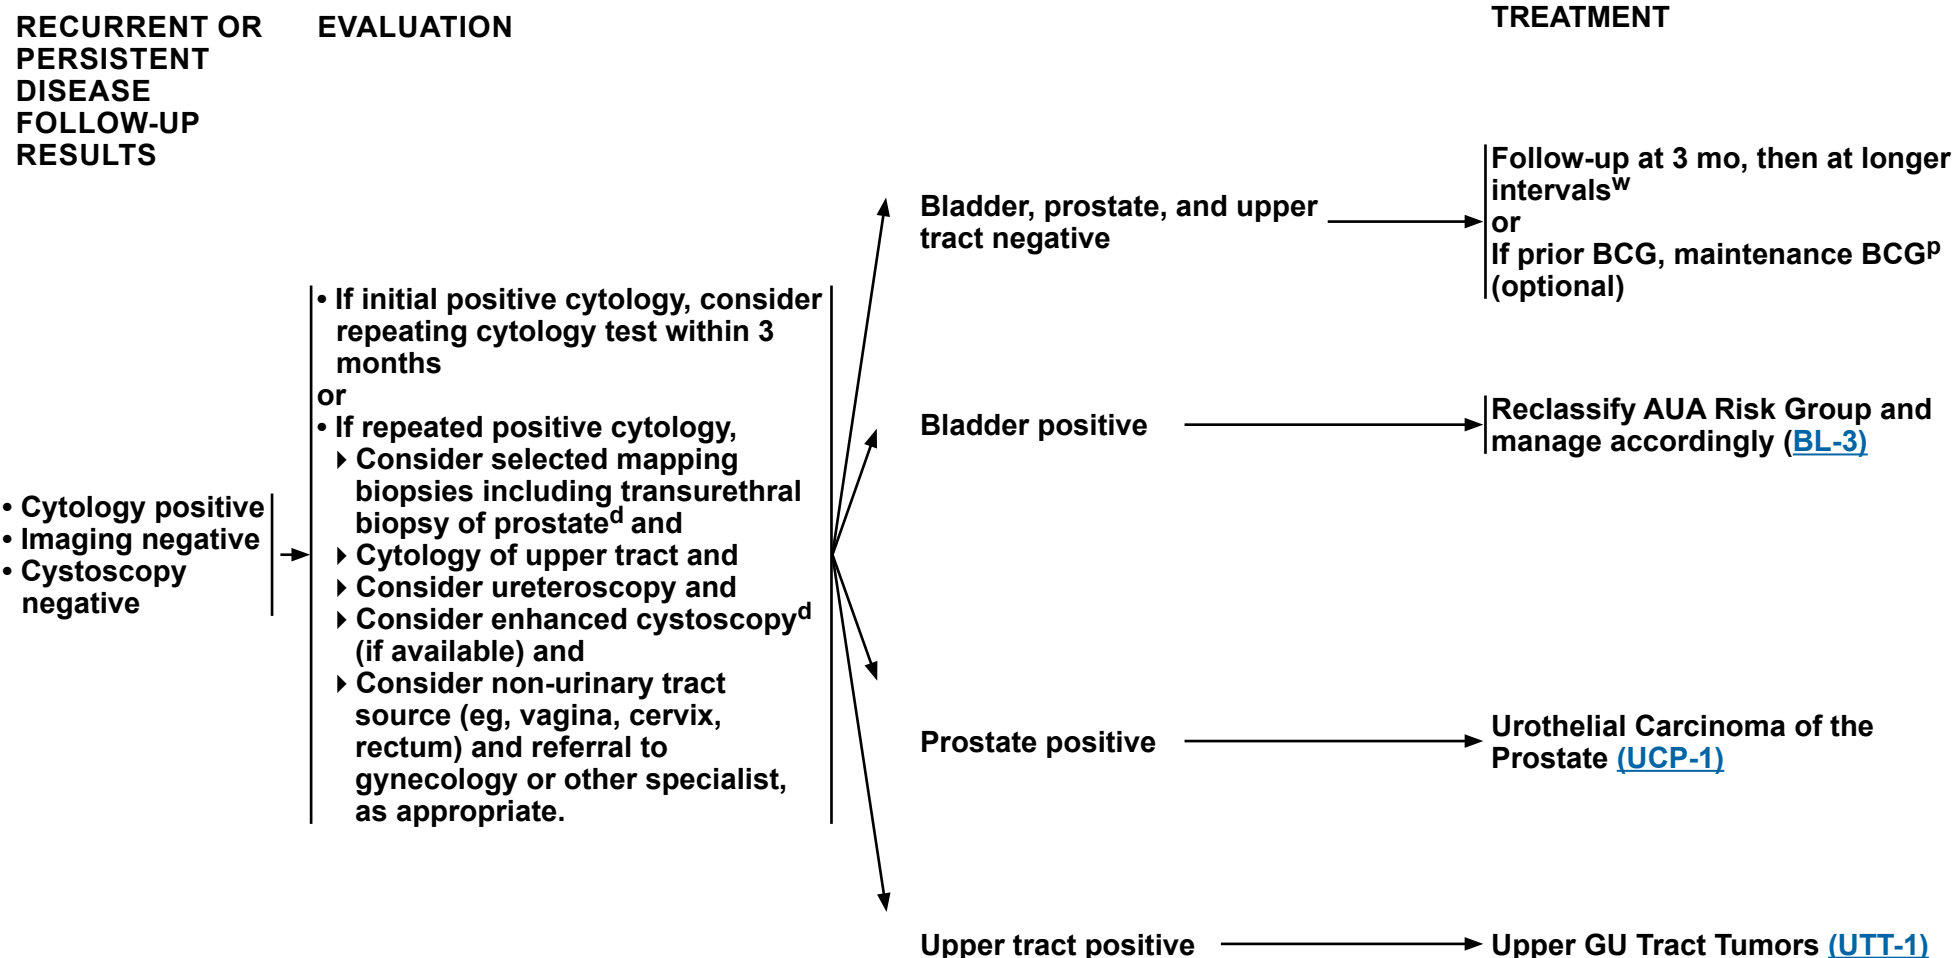 RECURRENT OR
PERSISTENT
DISEASE
FOLLOW-UP
RESULTS
EVALUATION
TREATMENT
• Cytology positive
• Imaging negative
• Cystoscopy
negative
• If initial positive cytology, consider
repeating cytology test within 3
months
or
• If repeated positive cytology,
▸ Consider selected mapping
biopsies including transurethral
biopsy of prostate^d and
▸ Cytology of upper tract and
▸ Consider ureteroscopy and
▸ Consider enhanced cystoscopy^d
(if available) and
▸ Consider non-urinary tract
source (eg, vagina, cervix,
rectum) and referral to
gynecology or other specialist,
as appropriate.
Bladder, prostate, and upper
tract negative
Follow-up at 3 mo, then at longer
intervals^w
or
If prior BCG, maintenance BCG^p
(optional)
Bladder positive
Reclassify AUA Risk Group and
manage accordingly (BL-3)
Prostate positive
Urothelial Carcinoma of the
Prostate (UCP-1)
Upper tract positive
Upper GU Tract Tumors (UTT-1)